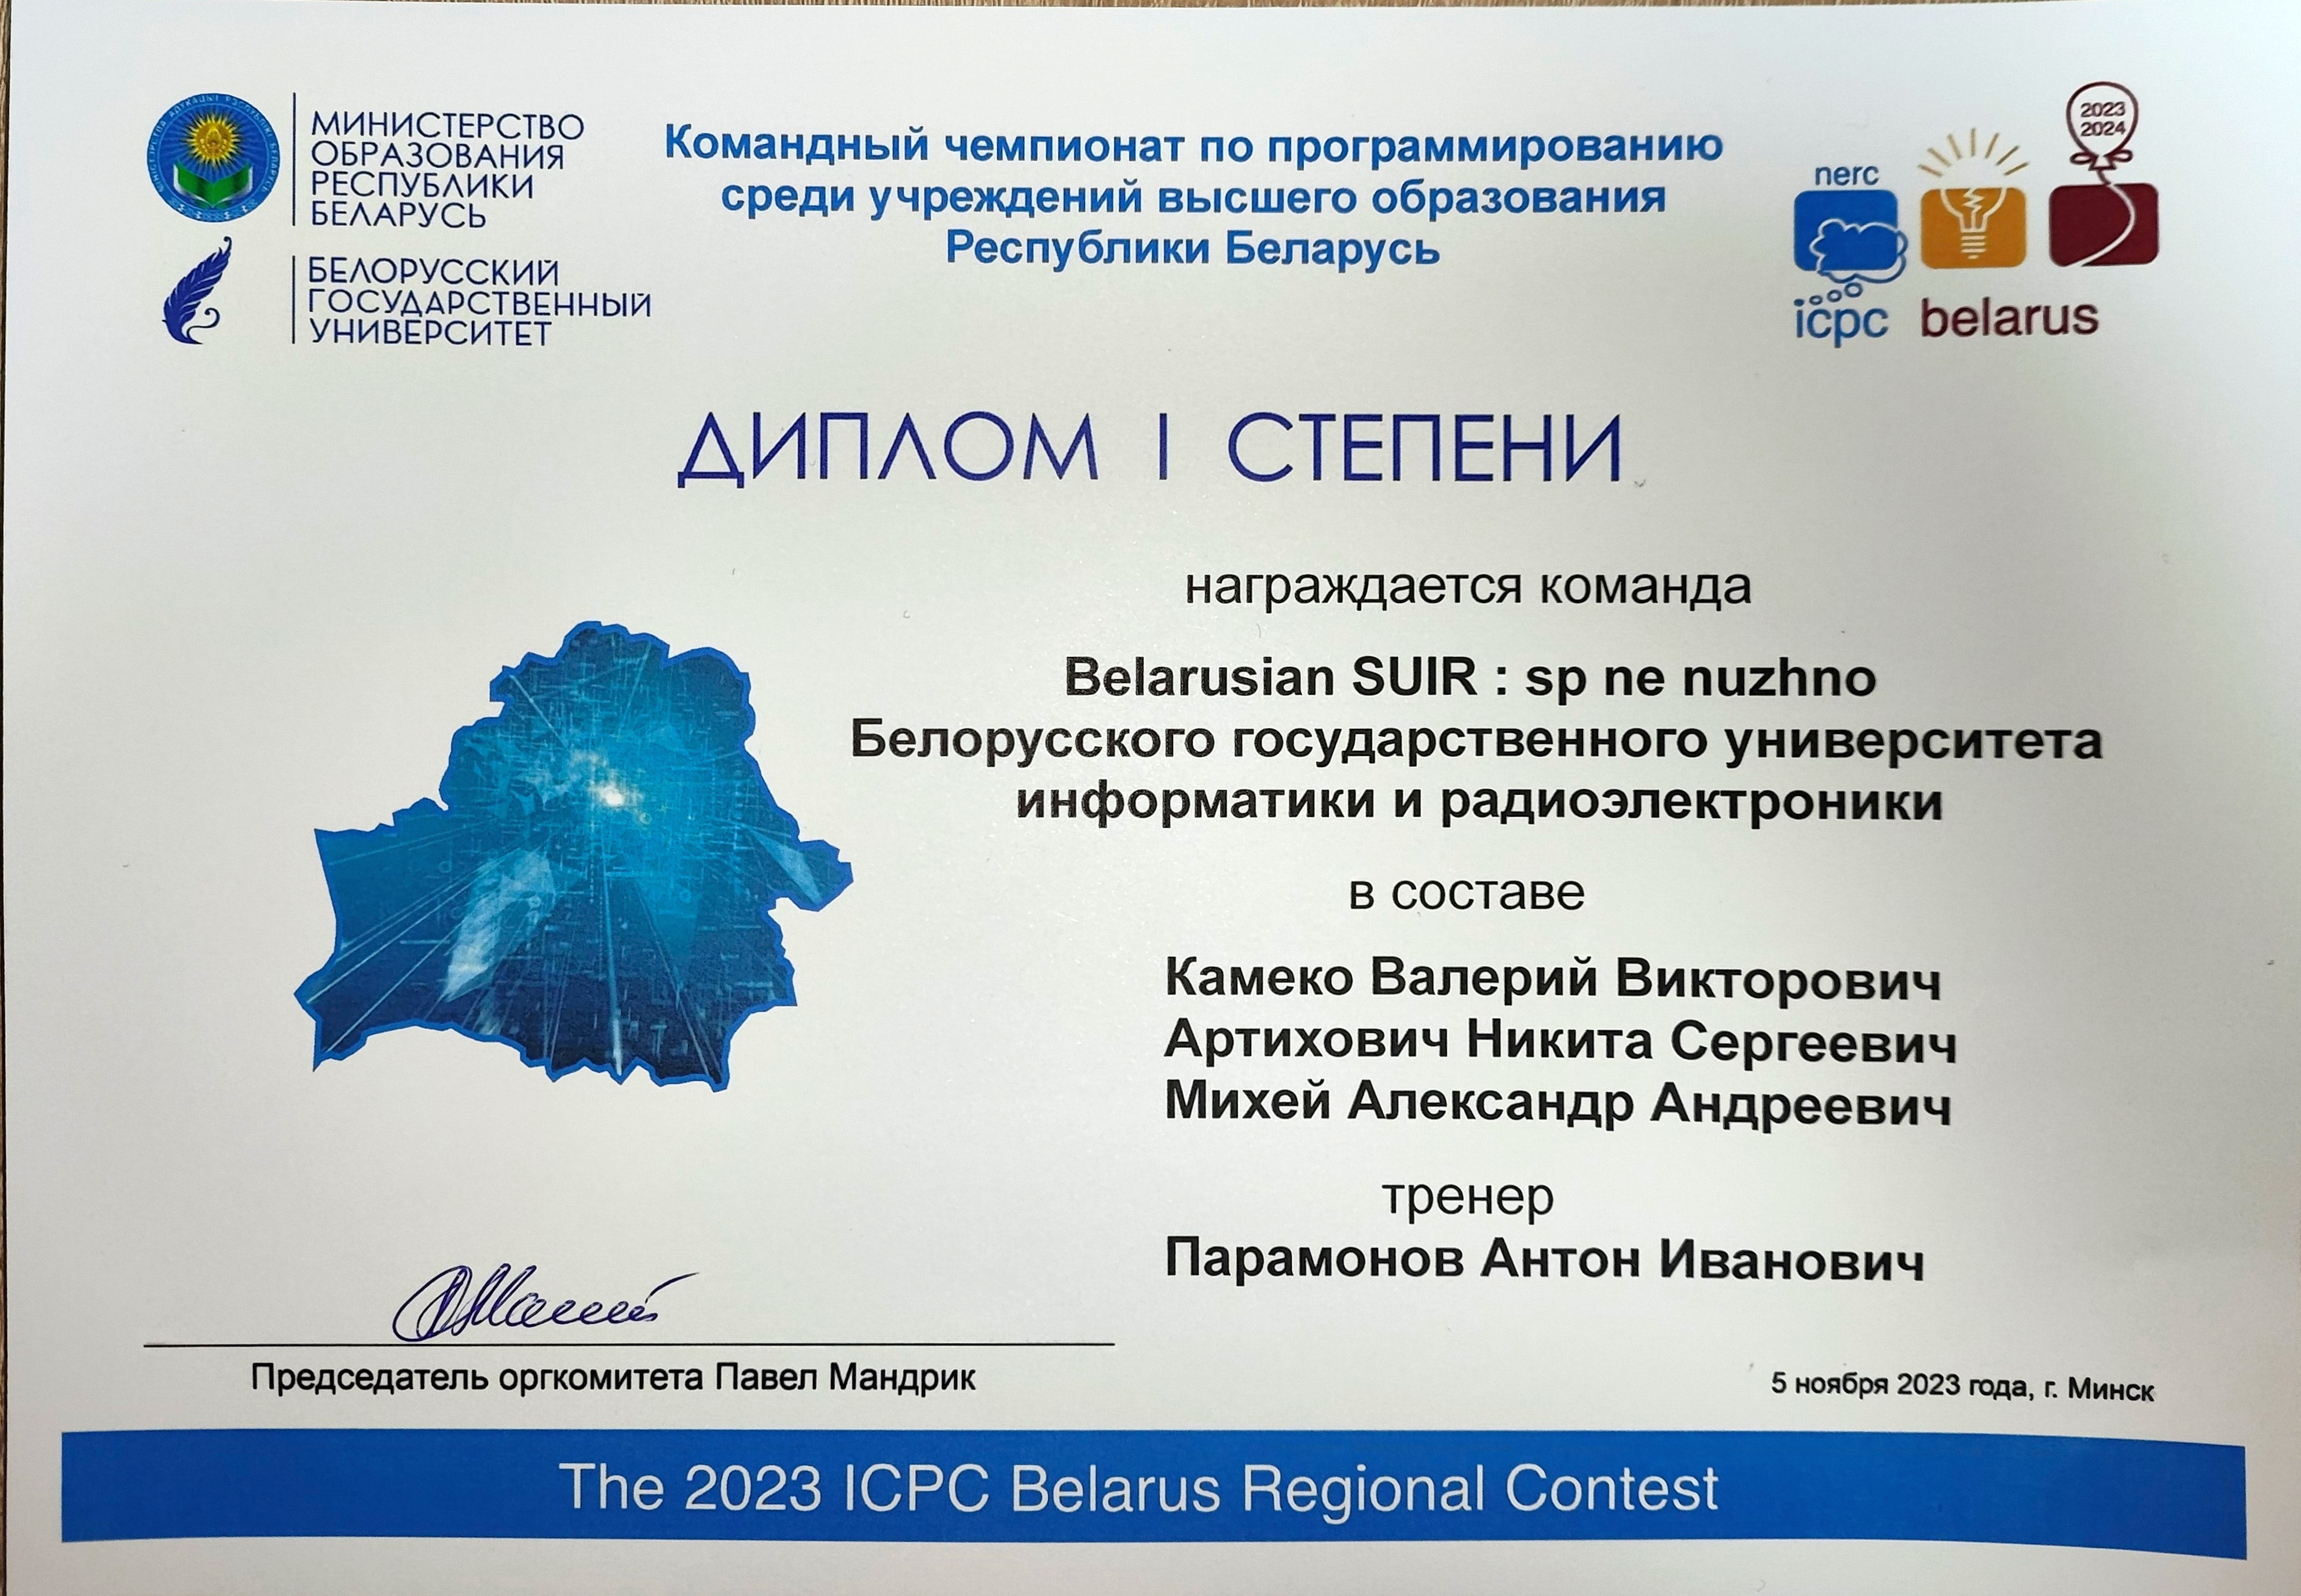 МИНИСТЕРСТВО
ОБРАЗОВАНИЯ
РЕСПУБЛИКИ
БЕЛАРУСЬ
БЕЛОРУССКИЙ
ГОСУДАРСТВЕННЫЙ
УНИВЕРСИТЕТ
Командный чемпионат по программированию
среди учреждений высшего образования
Республики Беларусь
2023
2024
nerc
icpc belarus
ДИПЛОМ I СТЕПЕНИ
награждается команда
Belarusian SUIR : sp ne nuzhno
Белорусского государственного университета
информатики и радиоэлектроники
в составе
Камеко Валерий Викторович
Артихович Никита Сергеевич
Михей Александр Андреевич
тренер
Парамонов Антон Иванович
Председатель оргкомитета Павел Мандрик
5 ноября 2023 года, г. Минск
The 2023 ICPC Belarus Regional Contest